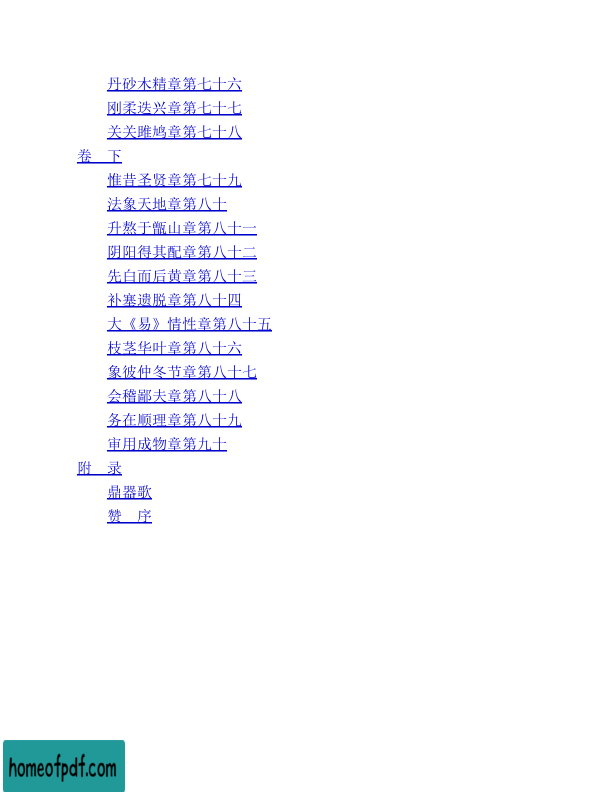 丹砂木精章第七十六
刚柔迭兴章第七十七
关关雎鸠章第七十八
卷　下
惟昔圣贤章第七十九
法象天地章第八十
升熬于甑山章第八十一
阴阳得其配章第八十二
先白而后黄章第八十三
补塞遗脱章第八十四
大《易》情性章第八十五
枝茎华叶章第八十六
象彼仲冬节章第八十七
会稽鄙夫章第八十八
务在顺理章第八十九
审用成物章第九十
附　录
鼎器歌
赞　序
homeofpdf.com